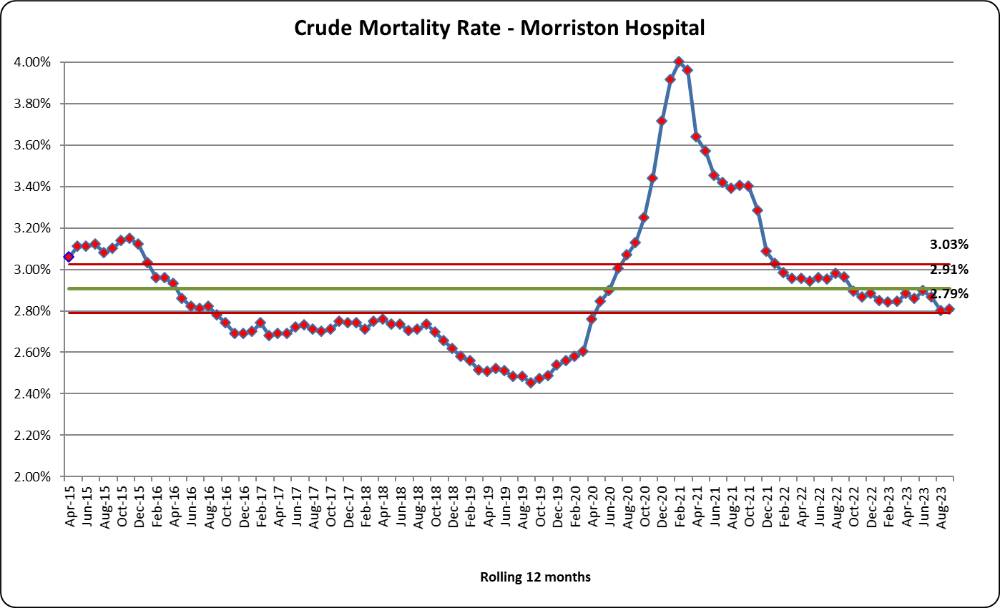 Crude Mortality Rate - Morriston Hospital
4.00%
3.80%
3.60%
3.40%
3.20%
3.00%
2.80%
2.60%
2.40%
2.20%
2.00%
3.03%
2.91%
2.79%
Apr-15
Jun-15
Aug-15
Oct-15
Dec-15
Feb-16
Apr-16
Jun-16
Aug-16
Oct-16
Dec-16
Feb-17
Apr-17
Jun-17
Aug-17
Oct-17
Dec-17
Feb-18
Apr-18
Jun-18
Aug-18
Oct-18
Dec-18
Feb-19
Apr-19
Jun-19
Aug-19
Oct-19
Dec-19
Feb-20
Apr-20
Jun-20
Aug-20
Oct-20
Dec-20
Feb-21
Apr-21
Jun-21
Aug-21
Oct-21
Dec-21
Feb-22
Apr-22
Jun-22
Aug-22
Oct-22
Dec-22
Feb-23
Apr-23
Jun-23
Aug-23
Rolling 12 months